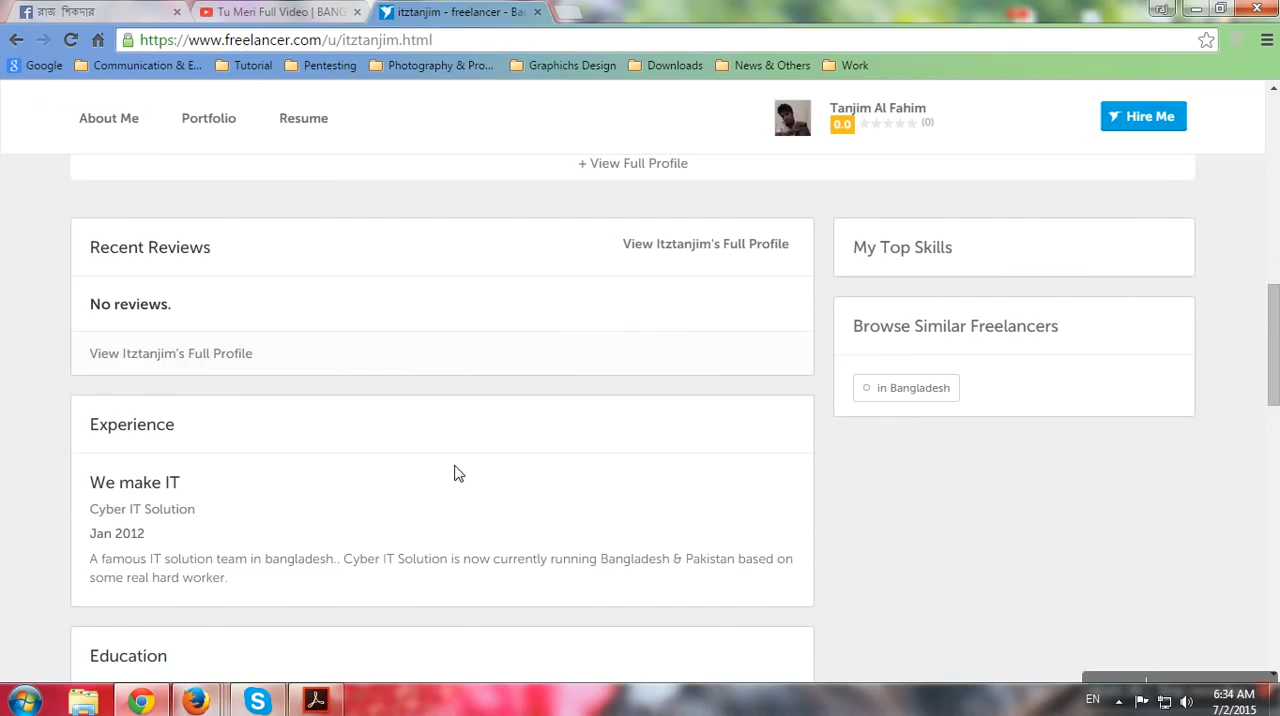 রাজ শিকদার
Tu Meri Full Video | BANG
itztanjim - freelancer - Ba
https://www.freelancer.com/u/itztanjim.html
Google
Communication & E...
Tutorial
Pentesting
Photography & Pro...
Graphichs Design
Downloads
News & Others
Work
About Me
Portfolio
Resume
Tanjim Al Fahim
0.0
(0)
Hire Me
+ View Full Profile
Recent Reviews
View Itztanjim's Full Profile
No reviews.
View Itztanjim's Full Profile
My Top Skills
Browse Similar Freelancers
in Bangladesh
Experience
We make IT
Cyber IT Solution
Jan 2012
A famous IT solution team in bangladesh.. Cyber IT Solution is now currently running Bangladesh & Pakistan based on
some real hard worker.
Education
EN
6:34 AM
7/2/2015